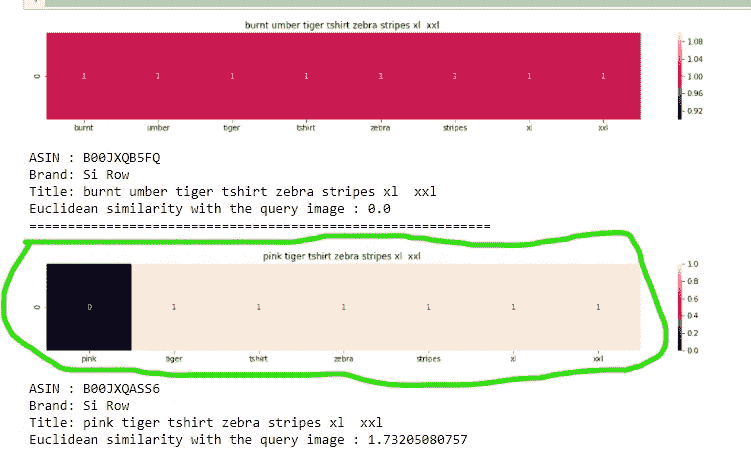 burnt umber tiger tshirt zebra stripes xl xxl
1.08
1.04
1.00
0.96
0.92
0
1 1 1 1 1 1 1 1
burnt umber tiger tshirt zebra stripes xl xxl
ASIN : B00JXQB5FQ
Brand: Si Row
Title: burnt umber tiger tshirt zebra stripes xl  xxl
Euclidean similarity with the query image : 0.0
============================================================
pink tiger tshirt zebra stripes xl xxl
1.0
0.8
0.6
0.4
0.2
0.0
0
0 1 1 1 1 1 1
pink tiger tshirt zebra stripes xl xxl
ASIN : B00JXQASS6
Brand: Si Row
Title: pink tiger tshirt zebra stripes xl  xxl
Euclidean similarity with the query image : 1.73205080757